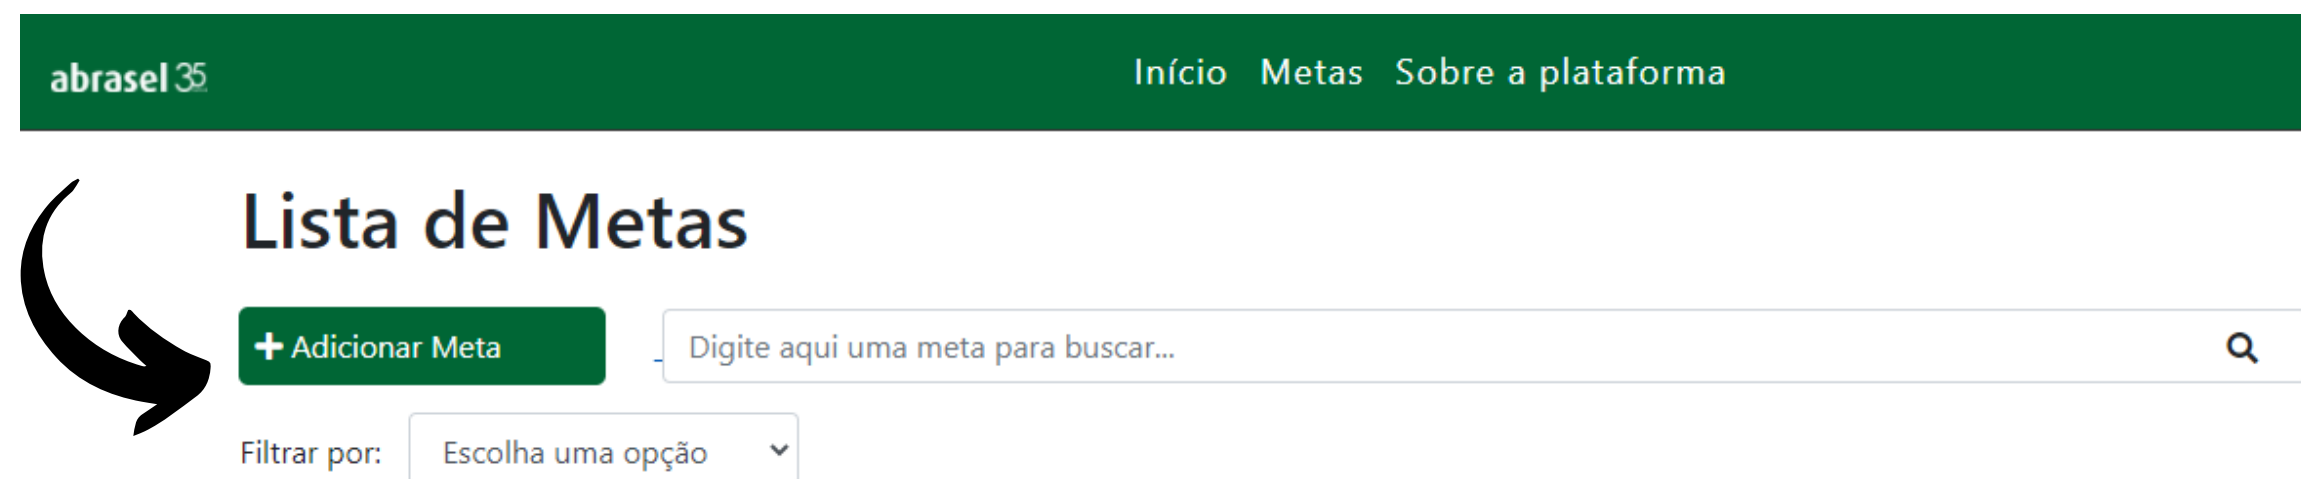 abrasel 35
Início Metas Sobre a plataforma
Lista de Metas
Adicionar Meta
Digite aqui uma meta para buscar...
Filtrar por: Escolha uma opção